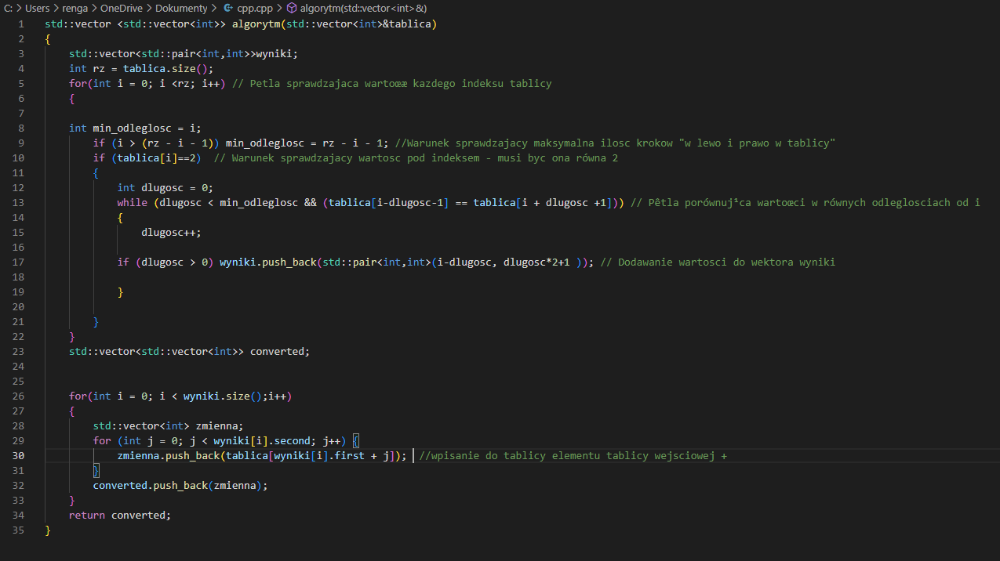 C: > Users > renga > OneDrive > Dokumenty > cpp.cpp > algorytm(std::vector<int>&)
1 std::vector <std::vector<int>> algorytm(std::vector<int>&tablica)
2 {
3 std::vector<std::pair<int,int>>wyniki;
4 int rz = tablica.size();
5 for(int i = 0; i <rz; i++) // Petla sprawdzajaca wartoœæ kazdego indeksu tablicy
6 {
7
8 int min_odleglosc = i;
9 if (i > (rz - i - 1)) min_odleglosc = rz - i - 1; //Warunek sprawdzajacy maksymalna ilosc krokow "w lewo i prawo w tablicy"
10 if (tablica[i]==2) // Warunek sprawdzajacy wartosc pod indeksem - musi byc ona równa 2
11 {
12 int dlugosc = 0;
13 while (dlugosc < min_odleglosc && (tablica[i-dlugosc-1] == tablica[i + dlugosc +1])) // Pêtla porównuj¹ca wartoœci w równych odleglosciach od i
14 {
15 dlugosc++;
16
17 if (dlugosc > 0) wyniki.push_back(std::pair<int,int>(i-dlugosc, dlugosc*2+1 )); // Dodawanie wartosci do wektora wyniki
18
19 }
20
21 }
22 }
23 std::vector<std::vector<int>> converted;
24
25
26 for(int i = 0; i < wyniki.size();i++)
27 {
28 std::vector<int> zmienna;
29 for (int j = 0; j < wyniki[i].second; j++) {
30 zmienna.push_back(tablica[wyniki[i].first + j]); //wpisanie do tablicy elementu tablicy wejsciowej +
31 }
32 converted.push_back(zmienna);
33 }
34 return converted;
35 }